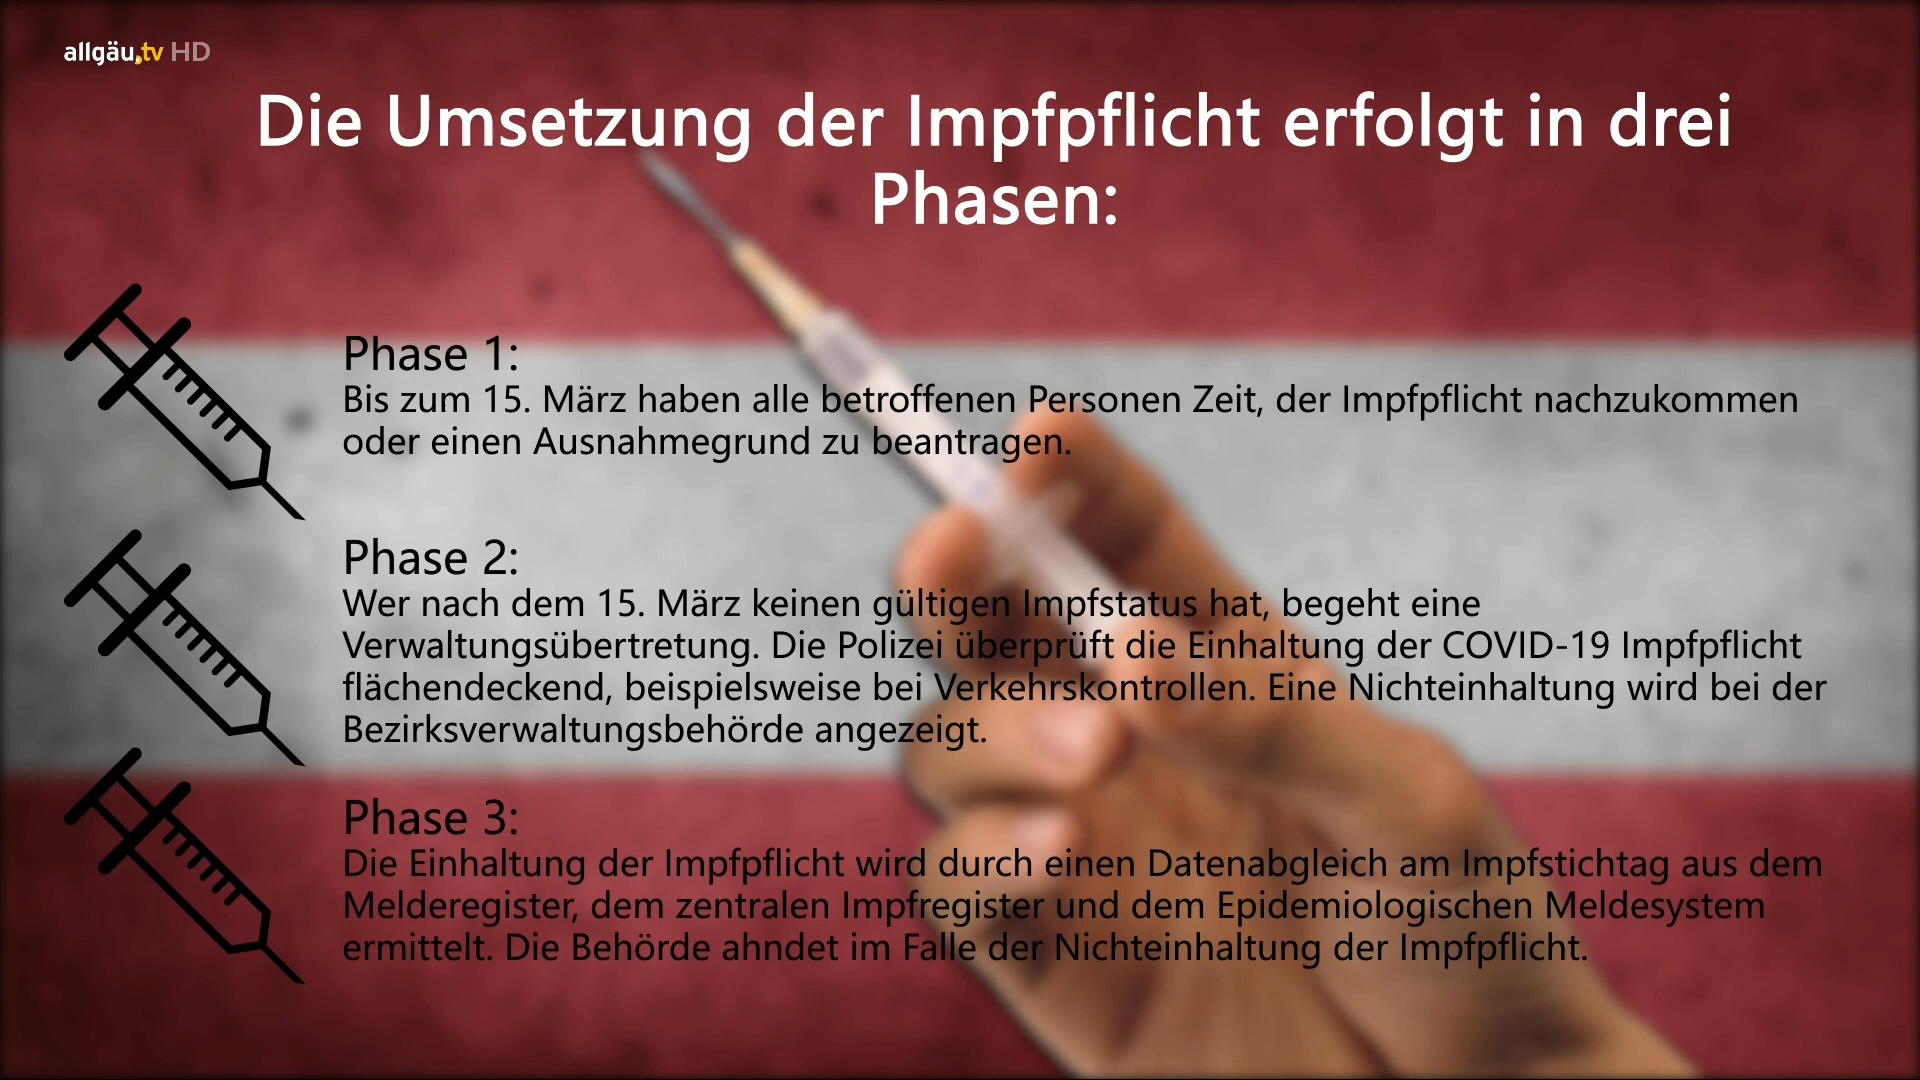 allgäu.tv HD
Die Umsetzung der Impfpflicht erfolgt in drei
Phasen:
Phase 1:
Bis zum 15. März haben alle betroffenen Personen Zeit, der Impfpflicht nachzukommen
oder einen Ausnahmegrund zu beantragen.
Phase 2:
Wer nach dem 15. März keinen gültigen Impfstatus hat, begeht eine
Verwaltungsübertretung. Die Polizei überprüft die Einhaltung der COVID-19 Impfpflicht
flächendeckend, beispielsweise bei Verkehrskontrollen. Eine Nichteinhaltung wird bei der
Bezirksverwaltungsbehörde angezeigt.
Phase 3:
Die Einhaltung der Impfpflicht wird durch einen Datenabgleich am Impfstichtag aus dem
Melderegister, dem zentralen Impfregister und dem Epidemiologischen Meldesystem
ermittelt. Die Behörde ahndet im Falle der Nichteinhaltung der Impfpflicht.